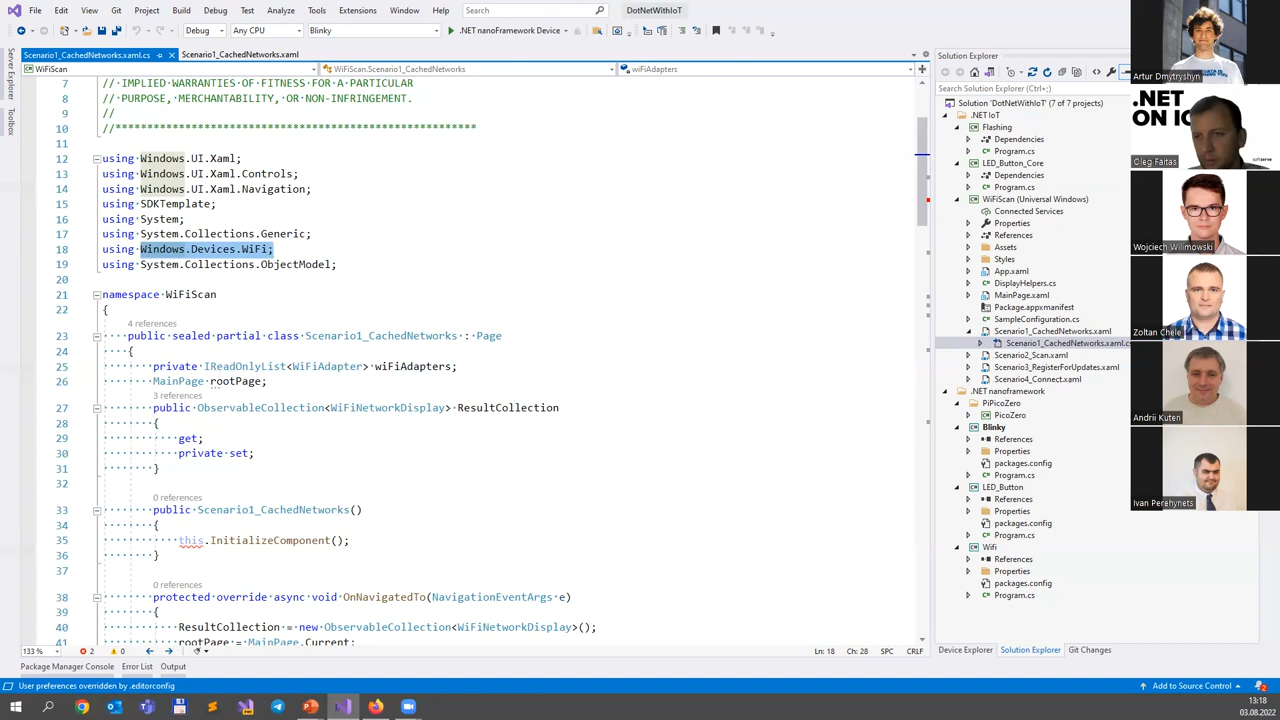 File Edit View Git Project Build Debug Test Analyze Tools Extensions Window Help Search DotNetWithIoT
Debug Any CPU Blinky .NET nanoFramework Device
Scenario1_CachedNetworks.xaml.cs Scenario1_CachedNetworks.xaml
WiFiScan WiFiScan.Scenario1_CachedNetworks wiFiAdapters
7 // IMPLIED WARRANTIES OF FITNESS FOR A PARTICULAR
8 // PURPOSE, MERCHANTABILITY, OR NON-INFRINGEMENT.
9 //
10 //*********************************************************
11
12 using Windows.UI.Xaml;
13 using Windows.UI.Xaml.Controls;
14 using Windows.UI.Xaml.Navigation;
15 using SDKTemplate;
16 using System;
17 using System.Collections.Generic;
18 using Windows.Devices.WiFi;
19 using System.Collections.ObjectModel;
20
21 namespace WiFiScan
22 {
4 references
23 public sealed partial class Scenario1_CachedNetworks : Page
24 {
25 private IReadOnlyList<WiFiAdapter> wiFiAdapters;
26 MainPage rootPage;
3 references
27 public ObservableCollection<WiFiNetworkDisplay> ResultCollection
28 {
29 get;
30 private set;
31 }
32
0 references
33 public Scenario1_CachedNetworks()
34 {
35 this.InitializeComponent();
36 }
37
0 references
38 protected override async void OnNavigatedTo(NavigationEventArgs e)
39 {
40 ResultCollection = new ObservableCollection<WiFiNetworkDisplay>();
41 rootPage = MainPage.Current;
133 % 2 0 Ln: 18 Ch: 28 SPC CRLF
Package Manager Console Error List Output
User preferences overridden by .editorconfig
Add to Source Control 2
Server Explorer
Toolbox
Solution Explorer
Search Solution Explorer (Ctrl+;)
Solution 'DotNetWithIoT' (7 of 7 projects)
.NET IoT
Flashing
Dependencies
Program.cs
LED_Button_Core
Dependencies
Program.cs
WiFiScan (Universal Windows)
Connected Services
Properties
References
Assets
Styles
App.xaml
DisplayHelpers.cs
MainPage.xaml
Package.appxmanifest
SampleConfiguration.cs
Scenario1_CachedNetworks.xaml
Scenario1_CachedNetworks.xaml.cs
Scenario2_Scan.xaml
Scenario3_RegisterForUpdates.xaml
Scenario4_Connect.xaml
.NET nanoframework
PiPicoZero
PicoZero
Blinky
References
Properties
packages.config
Program.cs
LED_Button
References
Properties
packages.config
Program.cs
Wifi
References
Properties
packages.config
Program.cs
Device Explorer Solution Explorer Git Changes
Artur Dmytryshyn
.NET
ON IO
softserve
Oleg Faitas
Wojciech Wilimowski
Zoltan Chele
Andrii Kuten
Ivan Perehynets
13:18
03.08.2022